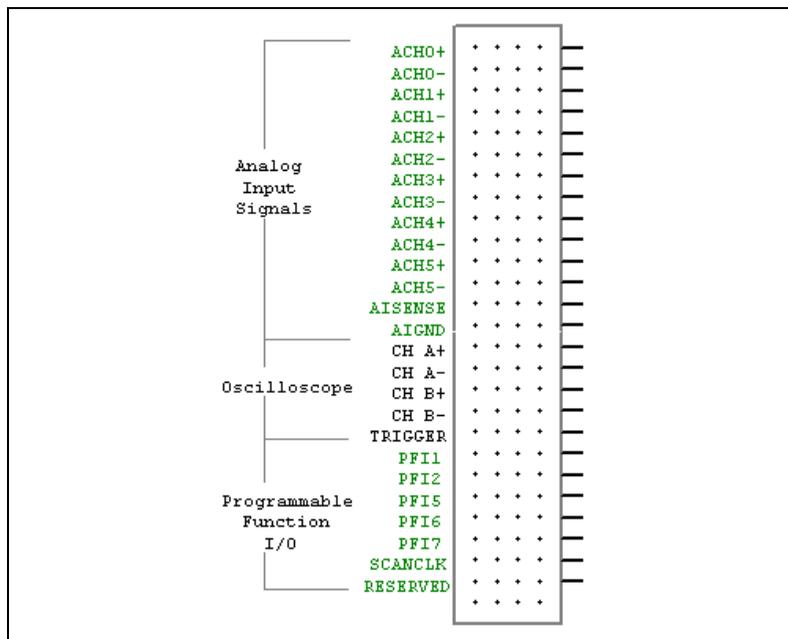 ACH0+
ACH0-
ACH1+
ACH1-
ACH2+
ACH2-
ACH3+
ACH3-
ACH4+
ACH4-
ACH5+
ACH5-
AISENSE
AIGND
Analog
Input
Signals
CH A+
CH A-
CH B+
CH B-
TRIGGER
Oscilloscope
PFI1
PFI2
PFI5
PFI6
PFI7
SCANCLK
RESERVED
Programmable
Function
I/O